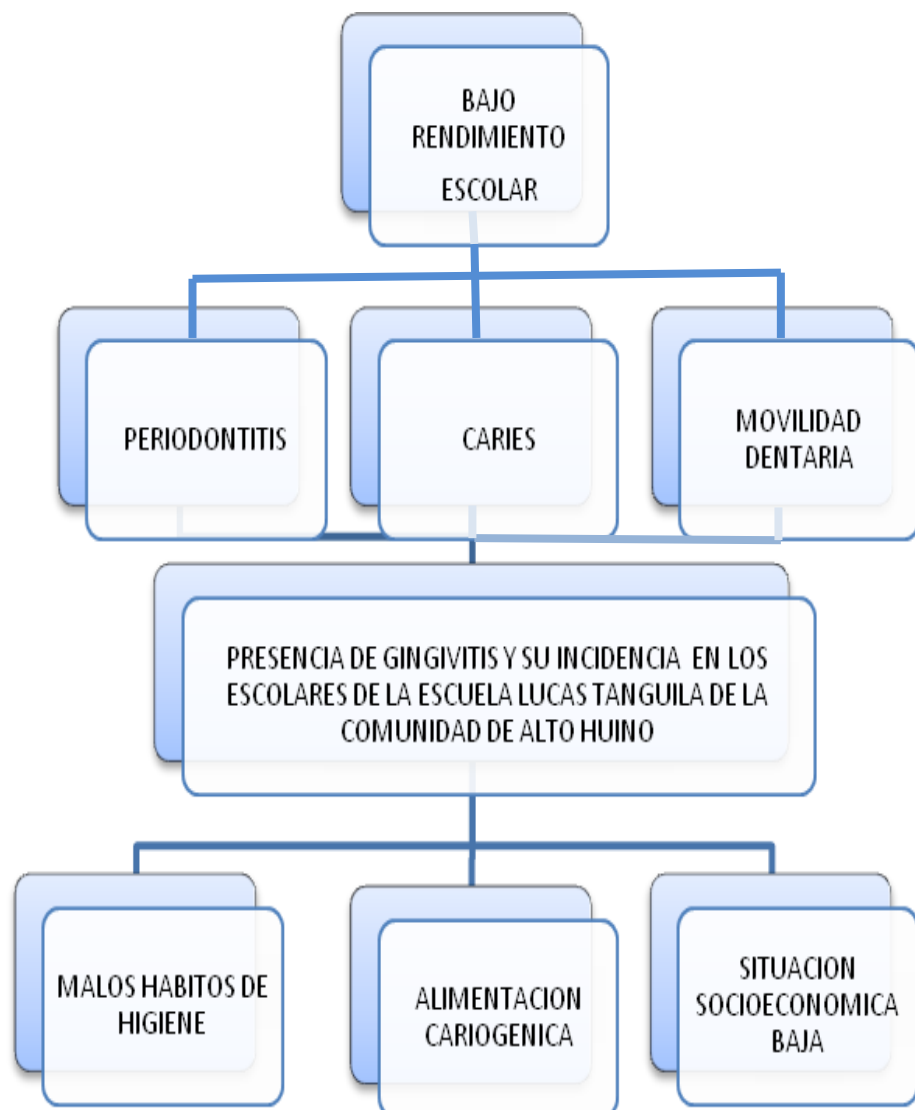 BAJO
RENDIMIENTO
ESCOLAR
PERIODONTITIS
CARIES
MOVILIDAD
DENTARIA
PRESENCIA DE GINGIVITIS Y SU INCIDENCIA EN LOS
ESCOLARES DE LA ESCUELA LUCAS TANGUILA DE LA
COMUNIDAD DE ALTO HUINO
MALOS HABITOS DE
HIGIENE
ALIMENTACION
CARIOGENICA
SITUACION
SOCIOECONOMICA
BAJA